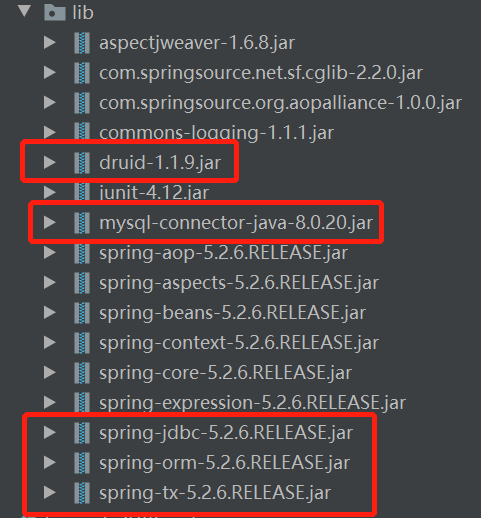 lib
aspectjweaver-1.6.8.jar
com.springsource.net.sf.cglib-2.2.0.jar
com.springsource.org.aopalliance-1.0.0.jar
commons-logging-1.1.1.jar
druid-1.1.9.jar
junit-4.12.jar
mysql-connector-java-8.0.20.jar
spring-aop-5.2.6.RELEASE.jar
spring-aspects-5.2.6.RELEASE.jar
spring-beans-5.2.6.RELEASE.jar
spring-context-5.2.6.RELEASE.jar
spring-core-5.2.6.RELEASE.jar
spring-expression-5.2.6.RELEASE.jar
spring-jdbc-5.2.6.RELEASE.jar
spring-orm-5.2.6.RELEASE.jar
spring-tx-5.2.6.RELEASE.jar